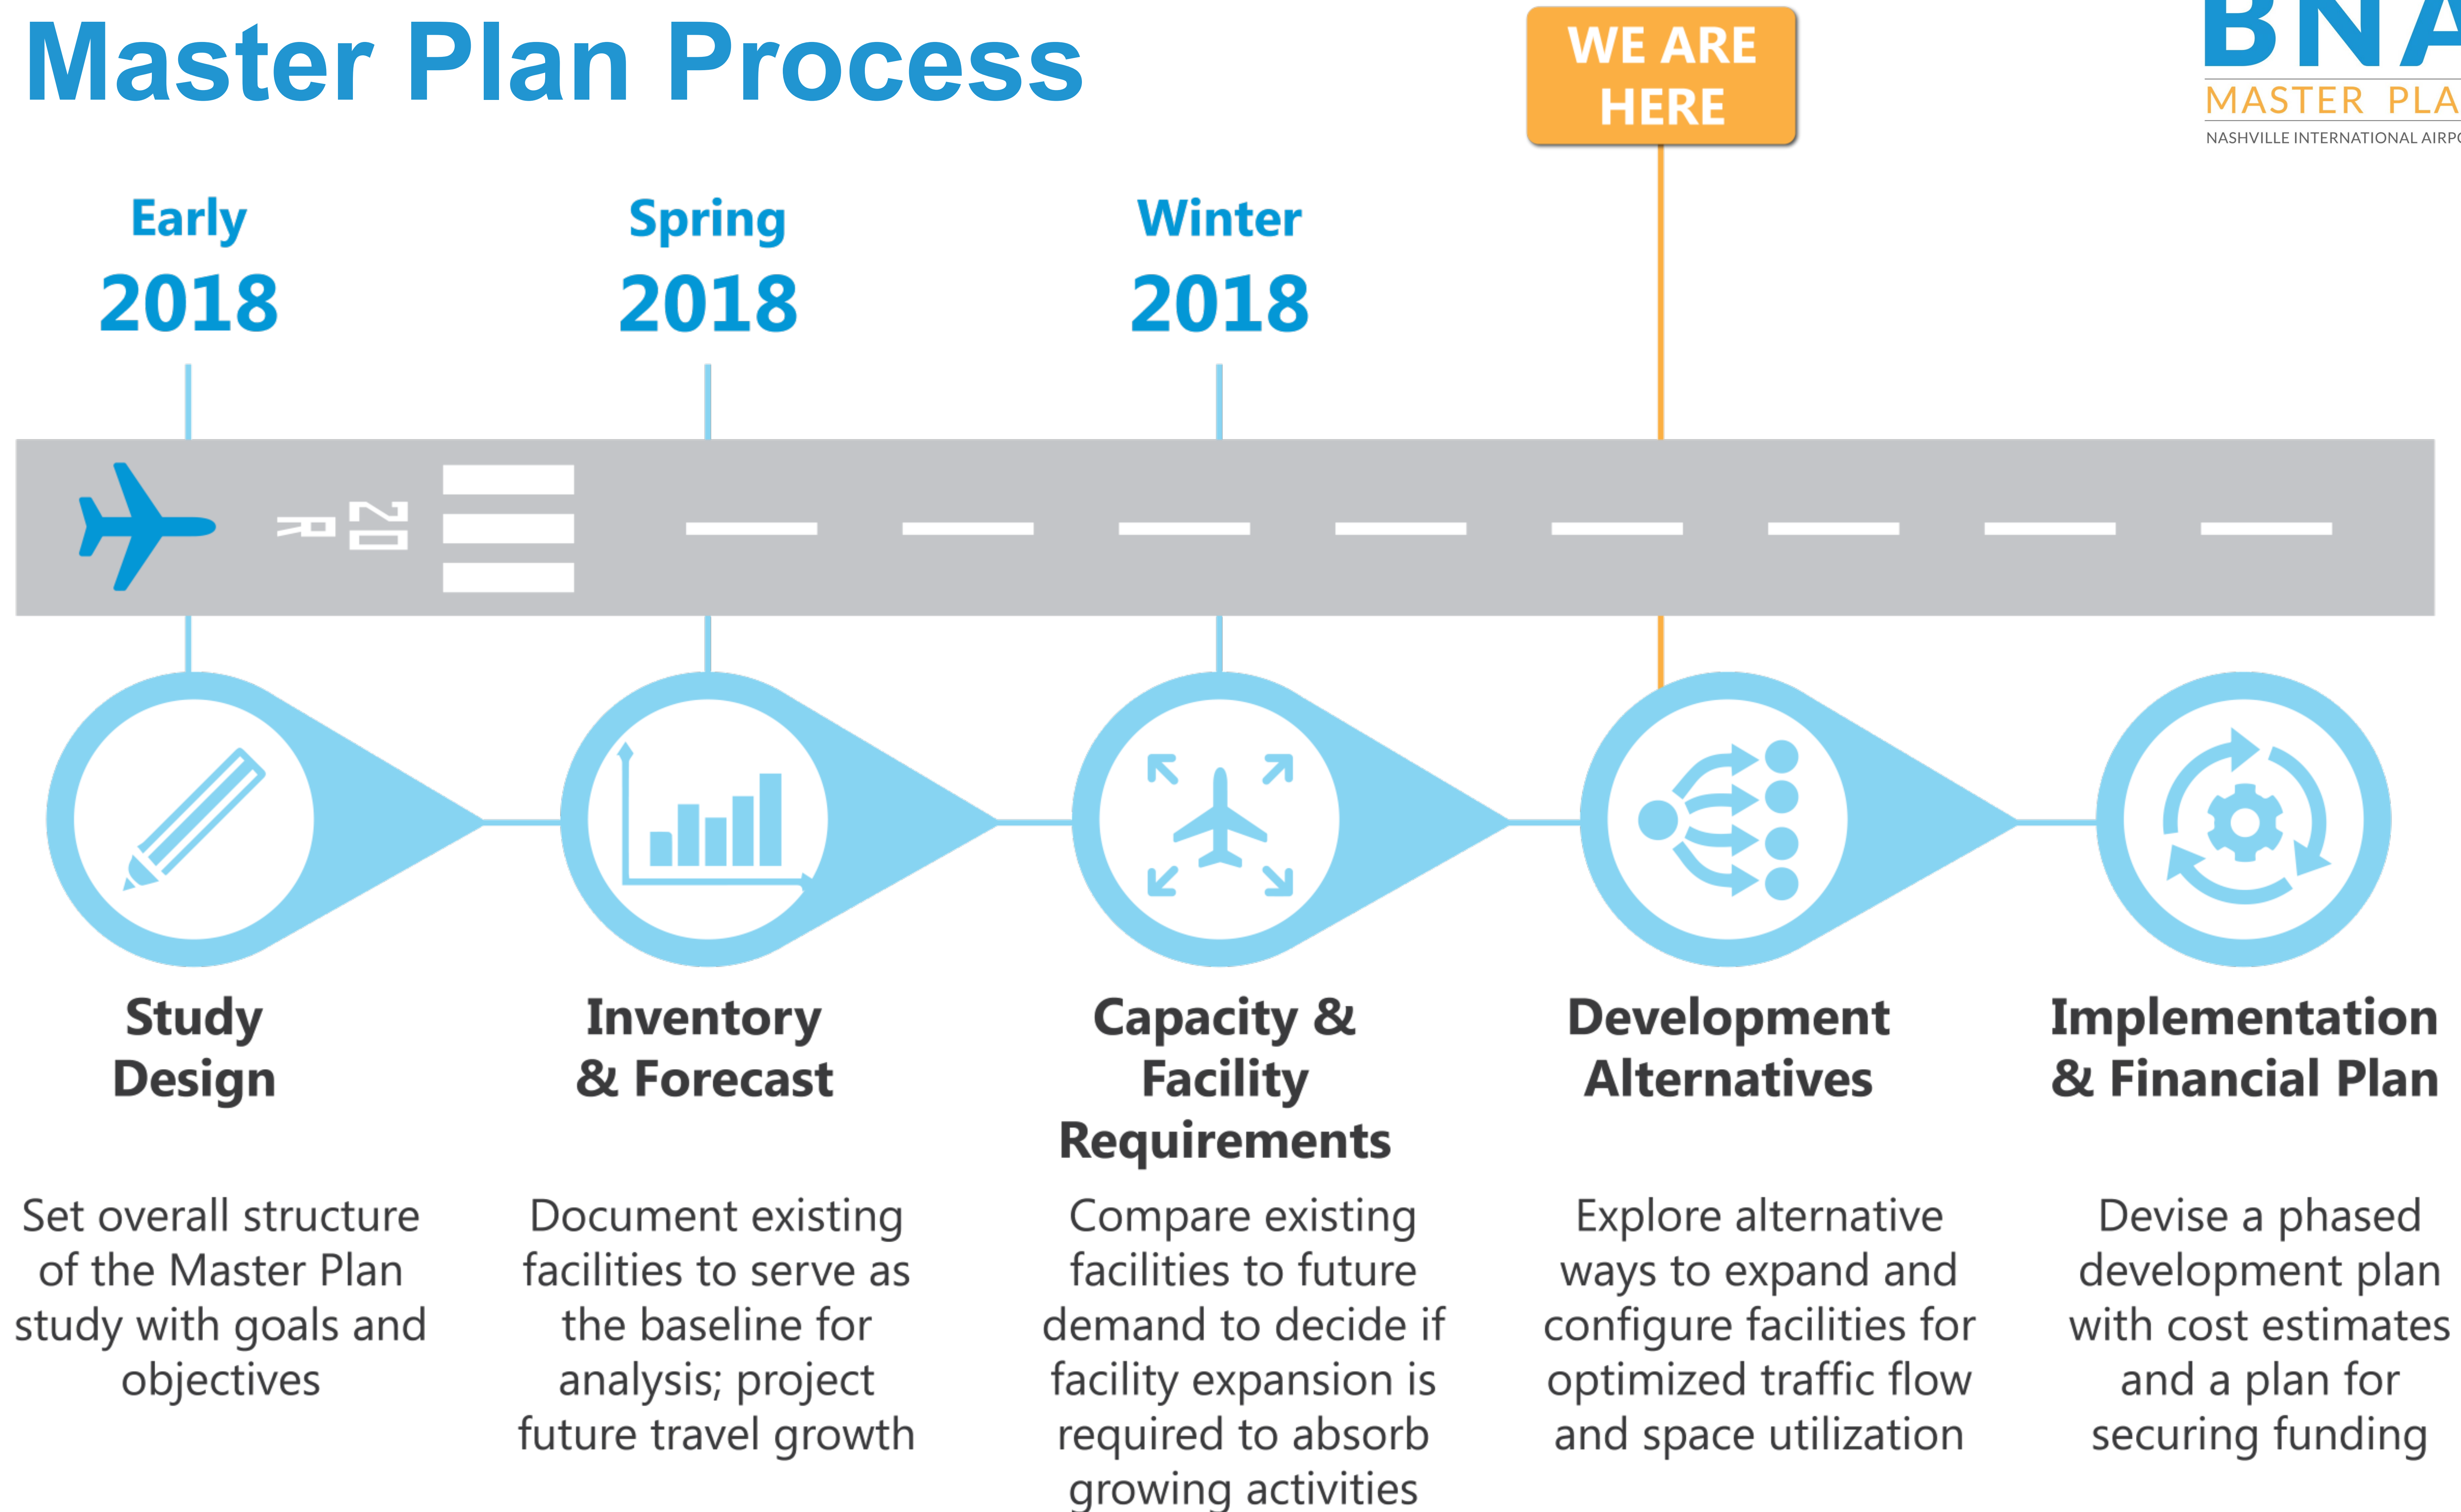 Master Plan Process
WE ARE
HERE
BNA
MASTER PLA
NASHVILLE INTERNATIONAL AIRPO
Early
2018
Spring
2018
Winter
2018
20
R
Study
Design
Set overall structure
of the Master Plan
study with goals and
objectives
Inventory
& Forecast
Document existing
facilities to serve as
the baseline for
analysis; project
future travel growth
Capacity &
Facility
Requirements
Compare existing
facilities to future
demand to decide if
facility expansion is
required to absorb
growing activities
Development
Alternatives
Explore alternative
ways to expand and
configure facilities for
optimized traffic flow
and space utilization
Implementation
& Financial Plan
Devise a phased
development plan
with cost estimates
and a plan for
securing funding